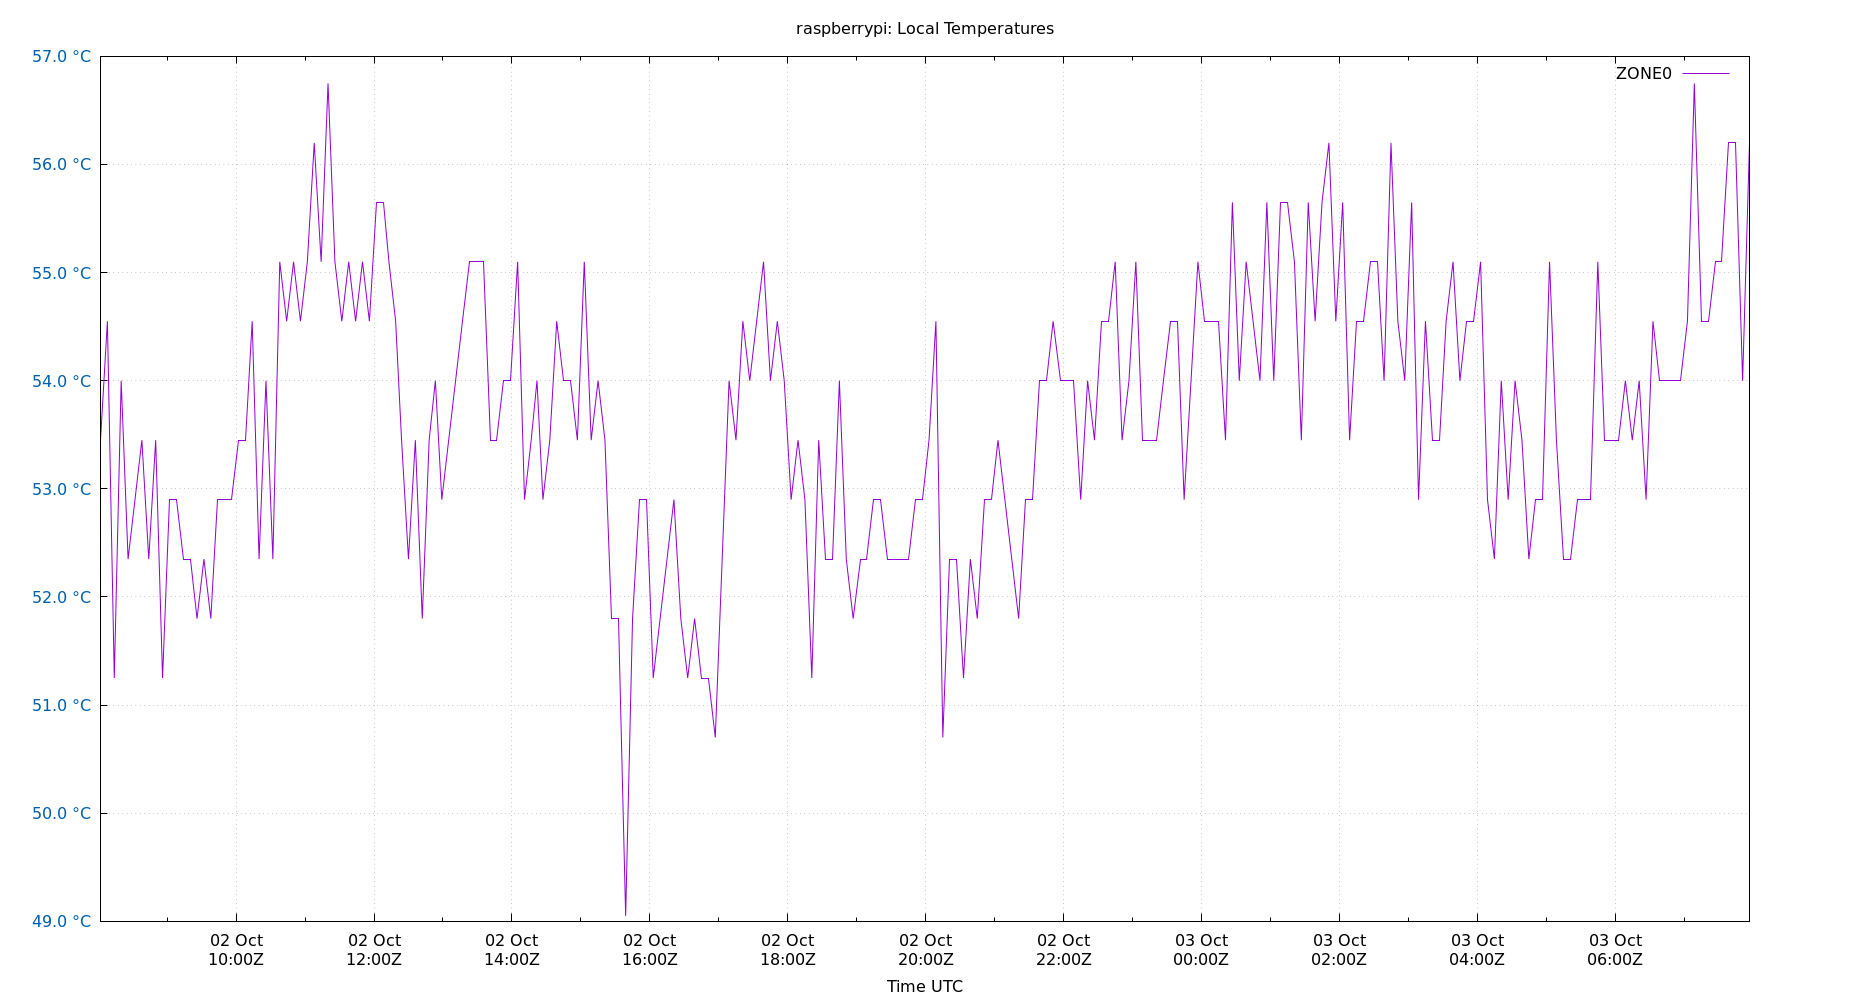 raspberrypi: Local Temperatures
57.0 °C
ZONE0
56.0 °C
55.0 °C
54.0 °C
53.0 °C
52.0 °C
51.0 °C
50.0 °C
49.0 °C
02 Oct 02 Oct 02 Oct 02 Oct 02 Oct 02 Oct 02 Oct 03 Oct 03 Oct 03 Oct 03 Oct
10:00Z 12:00Z 14:00Z 16:00Z 18:00Z 20:00Z 22:00Z 00:00Z 02:00Z 04:00Z 06:00Z
Time UTC